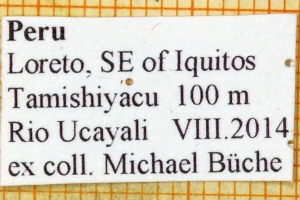 Peru
Loreto, SE of Iquitos
Tamishiyacu 100 m
Rio Ucayali VIII.2014
ex coll. Michael Büche